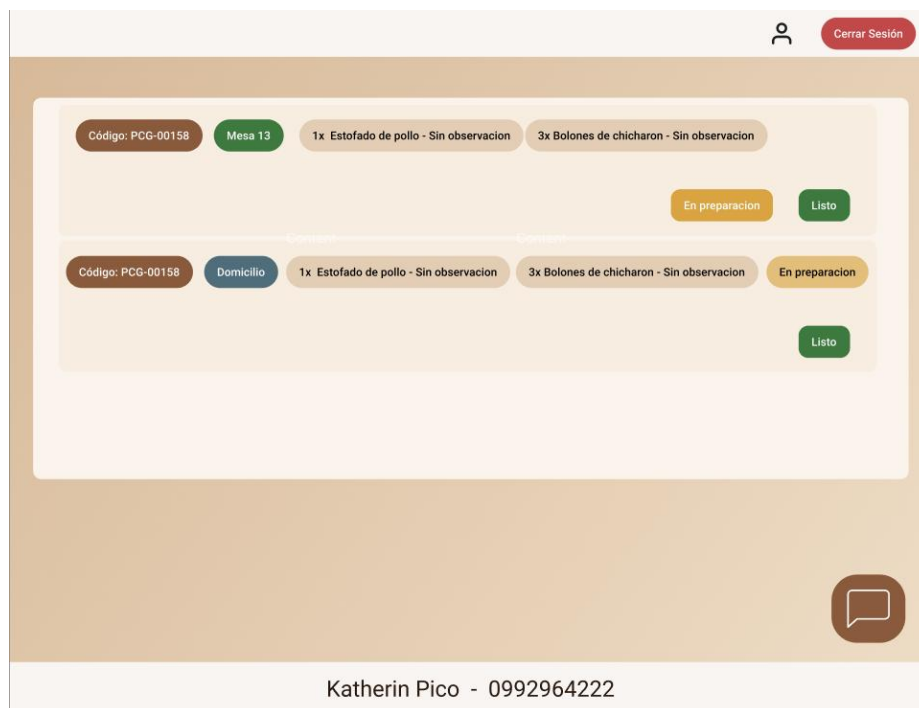 Cerrar Sesión
Código: PCG-00158 Mesa 13 1x Estofado de pollo - Sin observacion 3x Bolones de chicharon - Sin observacion
En preparacion Listo
Content Content
Código: PCG-00158 Domicilio 1x Estofado de pollo - Sin observacion 3x Bolones de chicharon - Sin observacion En preparacion
Listo
Katherin Pico - 0992964222